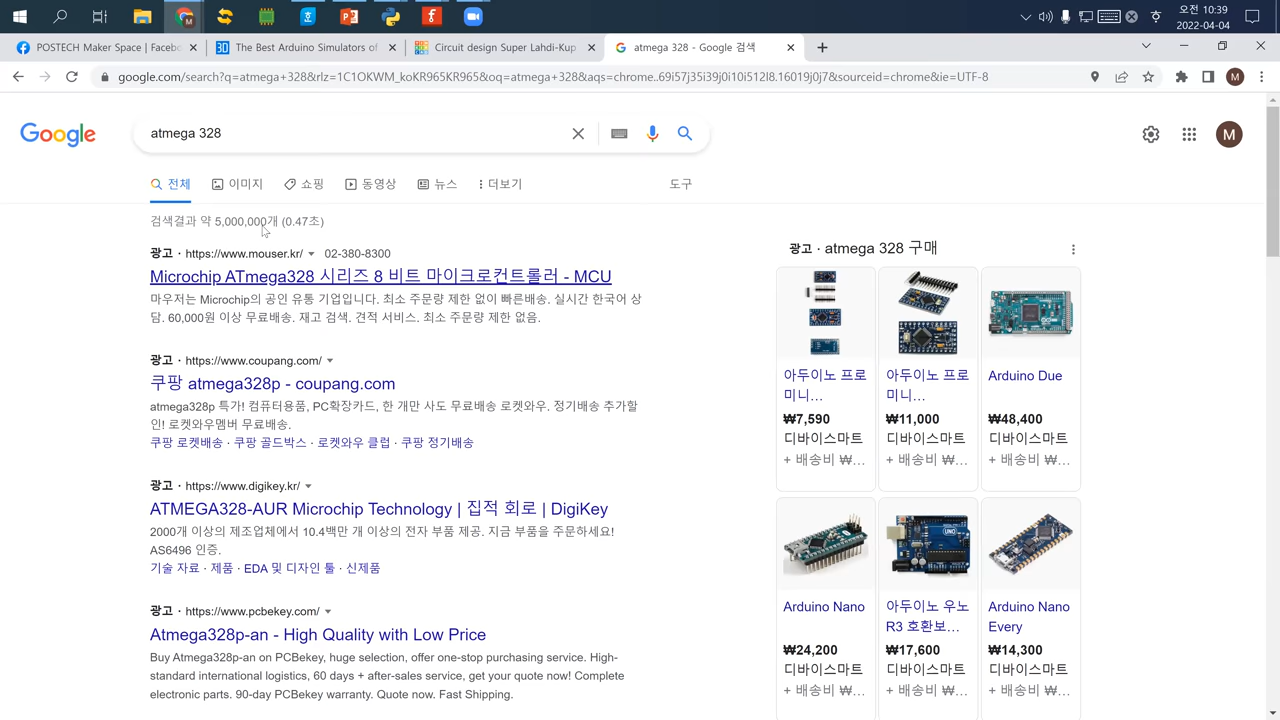 오전 10:39
2022-04-04
POSTECH Maker Space | Facebo
The Best Arduino Simulators of
Circuit design Super Lahdi-Kup
atmega 328 - Google 검색
google.com/search?q=atmega+328&rlz=1C1OKWM_koKR965KR965&oq=atmega+328&aqs=chrome..69i57j35i39j0i10i512l8.16019j0j7&sourceid=chrome&ie=UTF-8
M
Google
atmega 328
M
전체
이미지
쇼핑
동영상
뉴스
더보기
도구
검색결과 약 5,000,000개 (0.47초)
광고 · https://www.mouser.kr/ 02-380-8300
Microchip ATmega328 시리즈 8 비트 마이크로컨트롤러 - MCU
마우저는 Microchip의 공인 유통 기업입니다. 최소 주문량 제한 없이 빠른배송. 실시간 한국어 상
담. 60,000원 이상 무료배송. 재고 검색. 견적 서비스. 최소 주문량 제한 없음.
광고 · https://www.coupang.com/
쿠팡 atmega328p - coupang.com
atmega328p 특가! 컴퓨터용품, PC확장카드, 한 개만 사도 무료배송 로켓와우. 정기배송 추가할
인! 로켓와우멤버 무료배송.
쿠팡 로켓배송 · 쿠팡 골드박스 · 로켓와우 클럽 · 쿠팡 정기배송
광고 · https://www.digikey.kr/
ATMEGA328-AUR Microchip Technology | 집적 회로 | DigiKey
2000개 이상의 제조업체에서 10.4백만 개 이상의 전자 부품 제공. 지금 부품을 주문하세요!
AS6496 인증.
기술 자료 · 제품 · EDA 및 디자인 툴 · 신제품
광고 · https://www.pcbekey.com/
Atmega328p-an - High Quality with Low Price
Buy Atmega328p-an on PCBekey, huge selection, offer one-stop purchasing service. High-
standard international logistics, 60 days + after-sales service, get your quote now! Complete
electronic parts. 90-day PCBekey warranty. Quote now. Fast Shipping.
광고 · atmega 328 구매
아두이노 프로
미니...
₩7,590
디바이스마트
+ 배송비 ₩...
아두이노 프로
미니...
₩11,000
디바이스마트
+ 배송비 ₩...
Arduino Due
₩48,400
디바이스마트
+ 배송비 ₩...
Arduino Nano
₩24,200
디바이스마트
+ 배송비 ₩...
UNO
아두이노 우노
R3 호환보...
₩17,600
디바이스마트
+ 배송비 ₩...
Arduino Nano
Every
₩14,300
디바이스마트
+ 배송비 ₩...